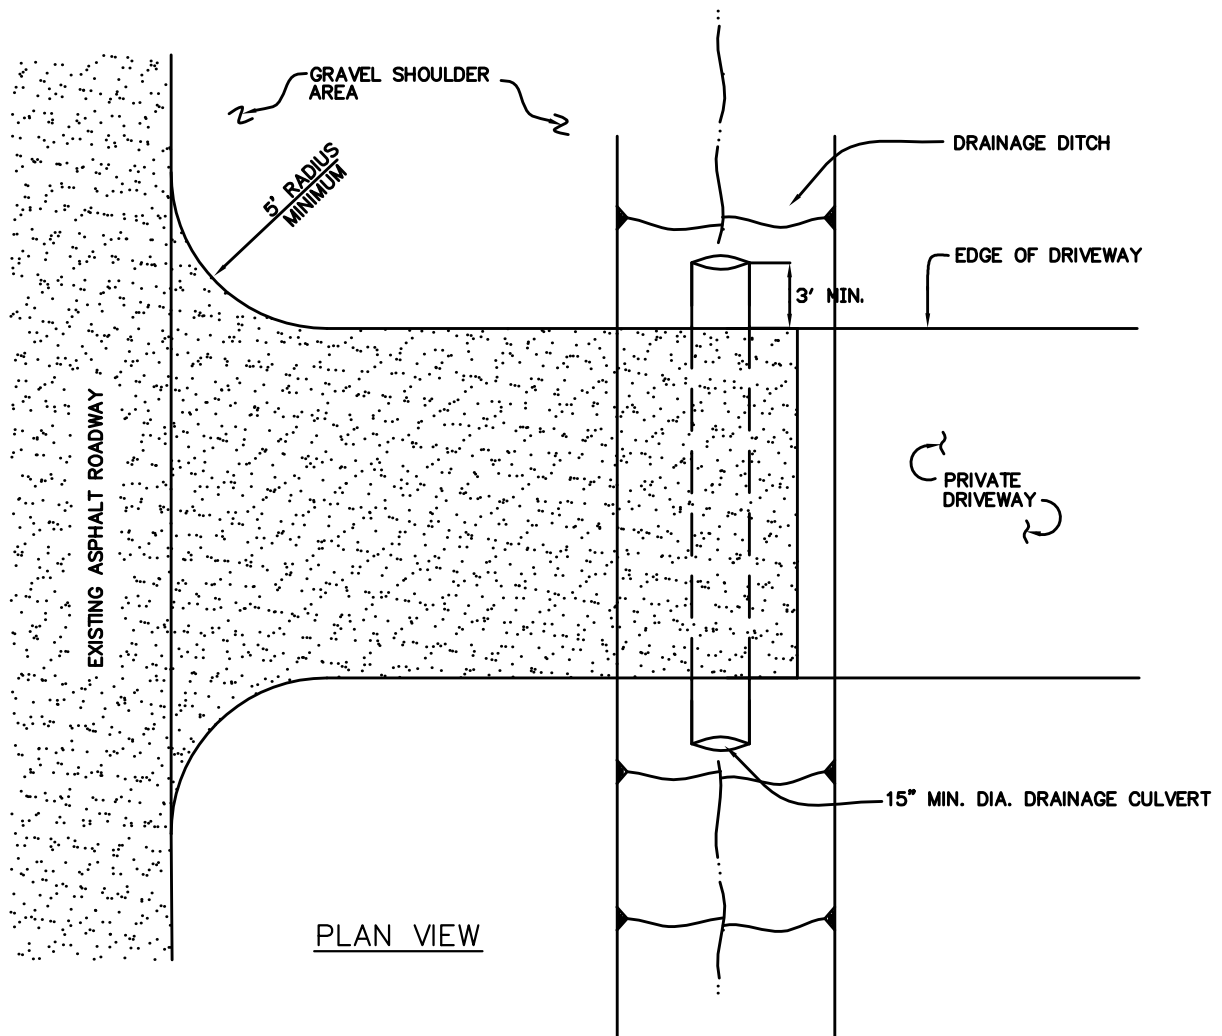 GRAVEL SHOULDER
AREA
DRAINAGE DITCH
5' RADIUS
MINIMUM
EDGE OF DRIVEWAY
3' MIN.
EXISTING ASPHALT ROADWAY
PRIVATE
DRIVEWAY
15" MIN. DIA. DRAINAGE CULVERT
PLAN VIEW